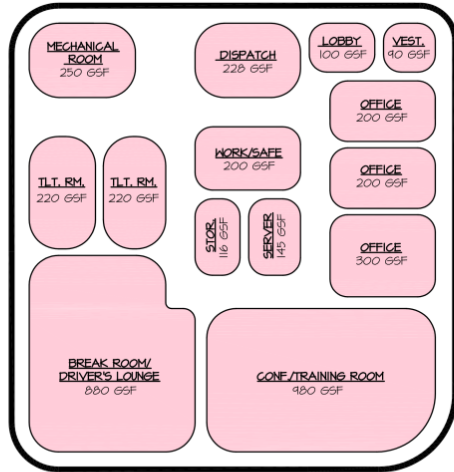 MECHANICAL
ROOM
250 GSF
DISPATCH
228 GSF
LOBBY
100 GSF
VEST.
90 GSF
OFFICE
200 GSF
WORK/SAFE
200 GSF
OFFICE
200 GSF
TLT. RM.
220 GSF
TLT. RM.
220 GSF
STOR.
116 GSF
SERVER
145 GSF
OFFICE
300 GSF
BREAK ROOM/
DRIVER'S LOUNGE
880 GSF
CONF./TRAINING ROOM
980 GSF